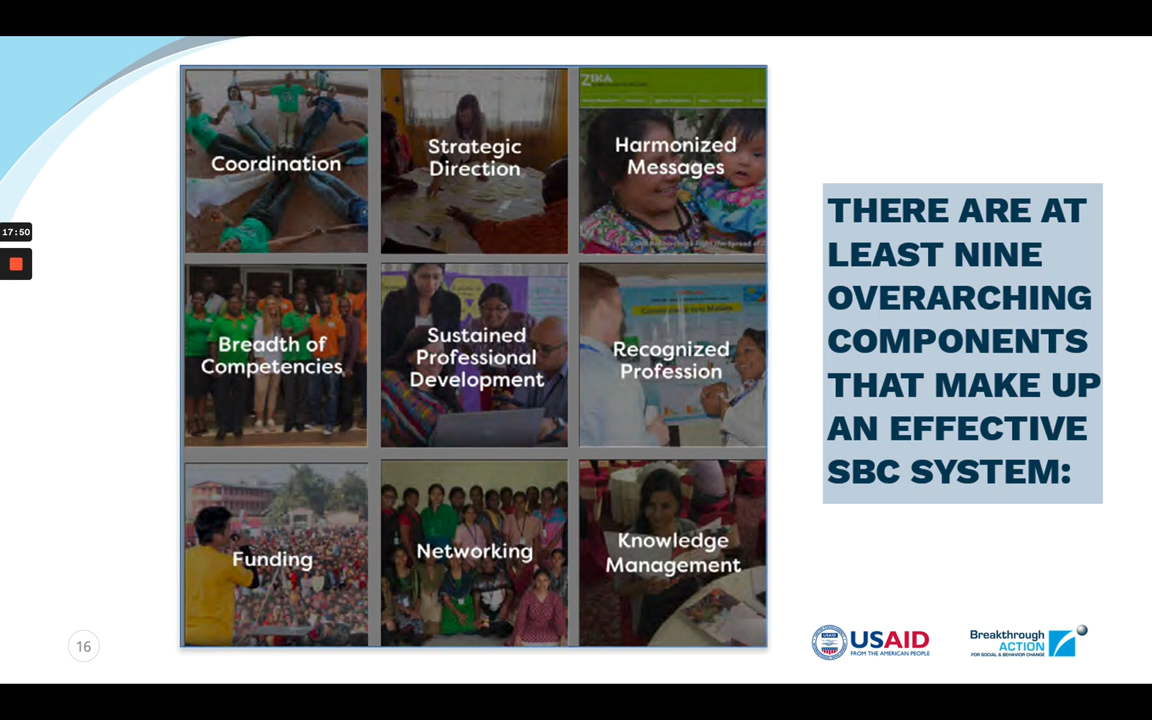 17:50
Coordination
Strategic
Direction
ZIKA
Harmonized
Messages
Breadth of
Competencies
Sustained
Professional
Development
Recognized
Profession
Funding
Networking
Knowledge
Management
THERE ARE AT
LEAST NINE
OVERARCHING
COMPONENTS
THAT MAKE UP
AN EFFECTIVE
SBC SYSTEM:
16
USAID
FROM THE AMERICAN PEOPLE
Breakthrough
ACTION
FOR SOCIAL & BEHAVIOR CHANGE